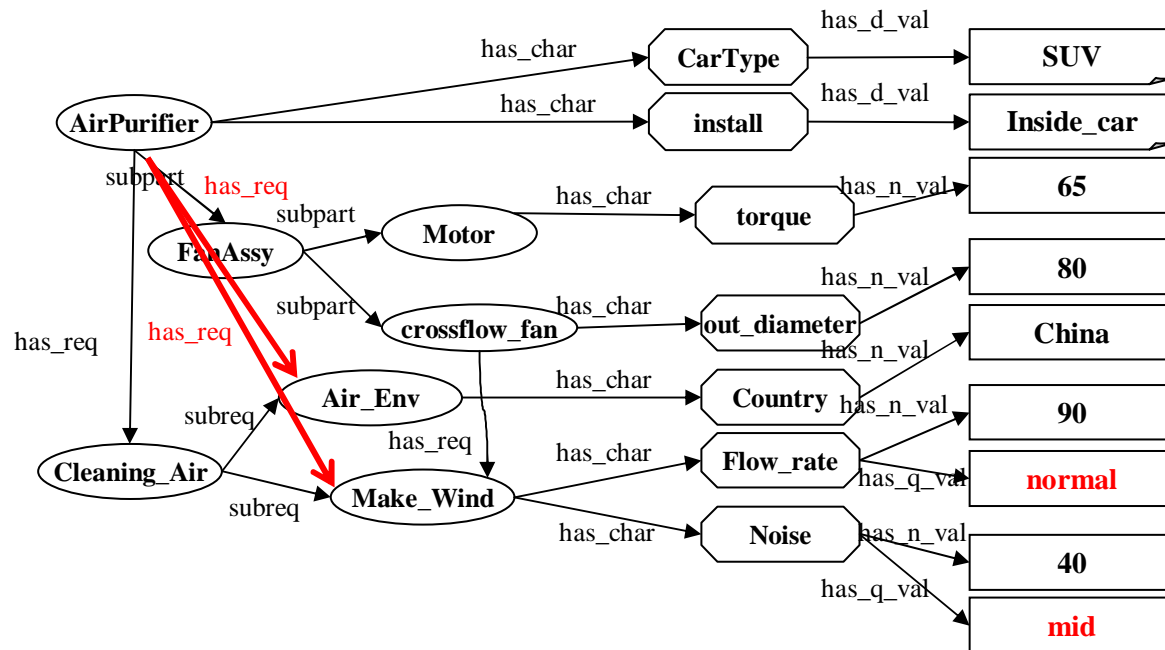 has_d_val
has_char
CarType
SUV
has_d_val
AirPurifier
has_char
install
Inside_car
subpart
has_req
has_n_val
65
subpart
has_char
torque
Motor
FanAssy
has_n_val
80
subpart
has_char
has_req
has_req
crossflow_fan
out_diameter
has_n_val
China
has_char
Air_Env
Country
has_n_val
90
subreq
has_req
has_char
Flow_rate
Cleaning_Air
has_q_val
normal
Make_Wind
subreq
has_char
Noise
has_n_val
40
has_q_val
mid